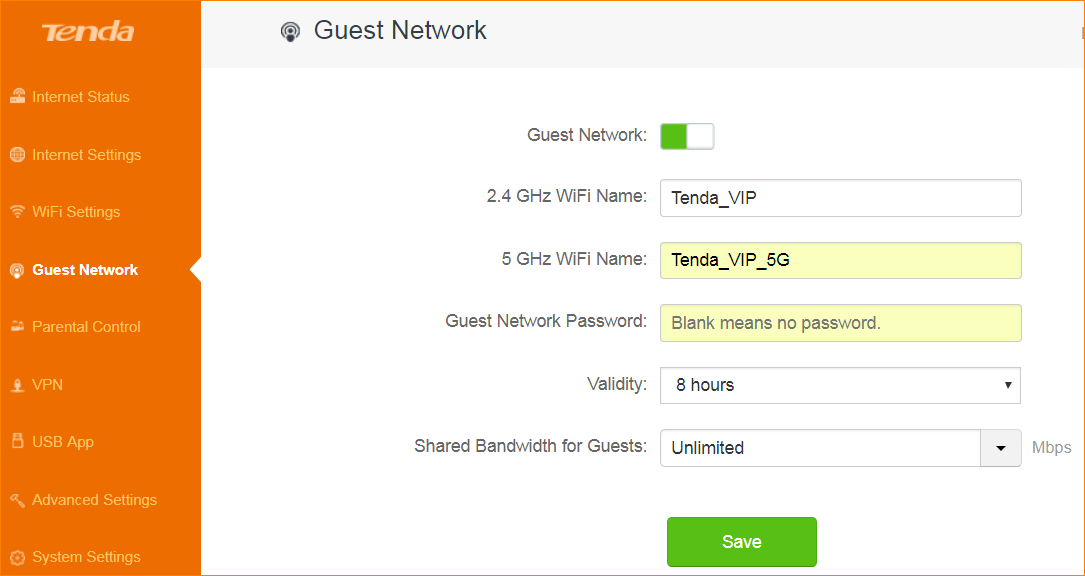 Tenda
Guest Network
Internet Status
Internet Settings
WiFi Settings
Guest Network
Parental Control
VPN
USB App
Advanced Settings
System Settings
Guest Network:
2.4 GHz WiFi Name: Tenda_VIP
5 GHz WiFi Name: Tenda_VIP_5G
Guest Network Password: Blank means no password.
Validity: 8 hours
Shared Bandwidth for Guests: Unlimited Mbps
Save